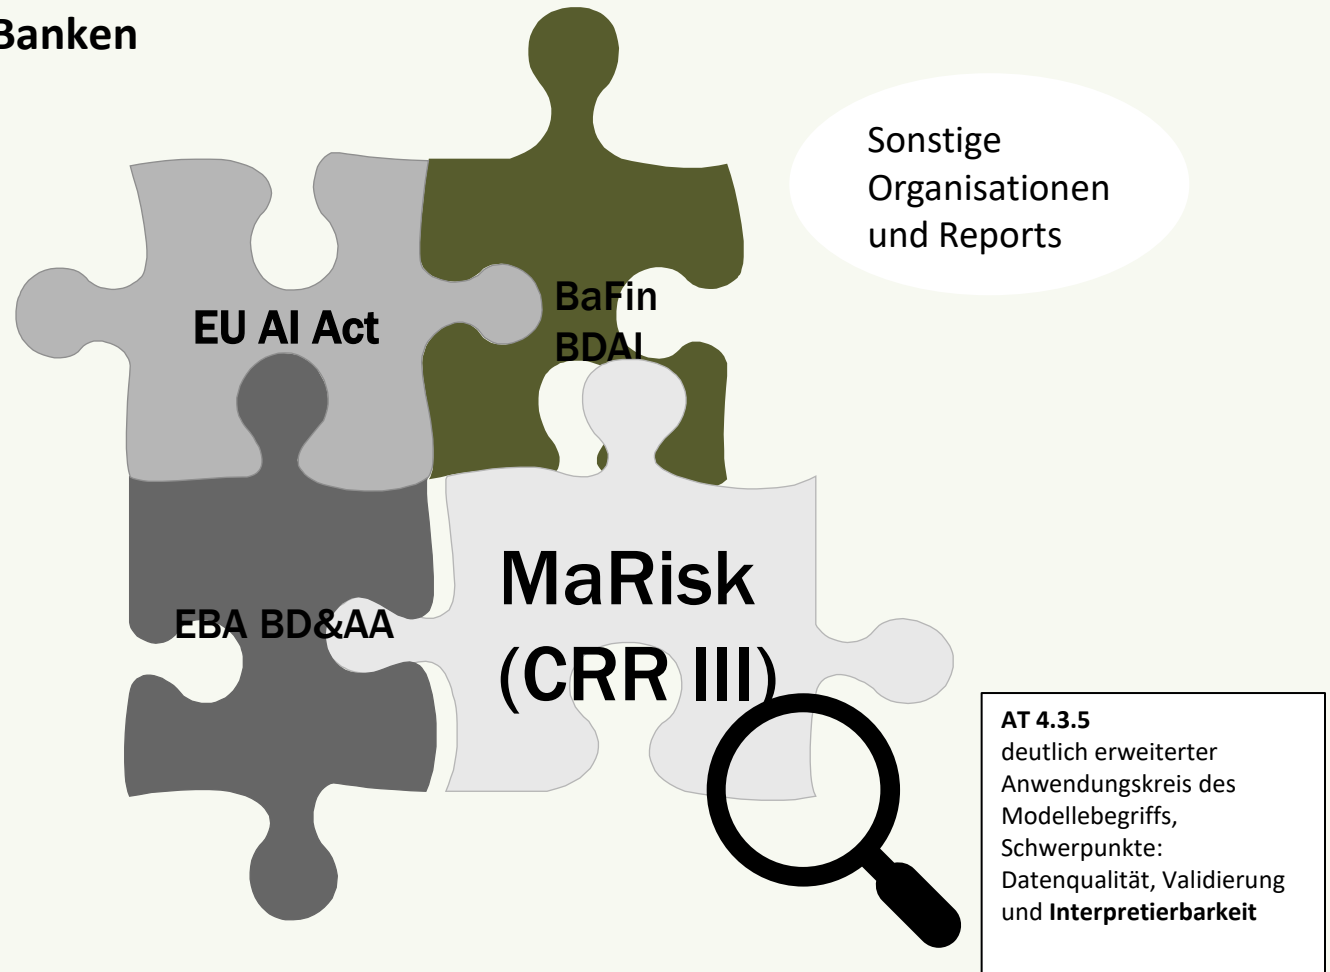 Banken
Sonstige
Organisationen
und Reports
EU AI Act
BaFin
BDAI
EBA BD&AA
MaRisk
(CRR III)
AT 4.3.5
deutlich erweiterter
Anwendungskreis des
Modellebegriffs,
Schwerpunkte:
Datenqualität, Validierung
und Interpretierbarkeit